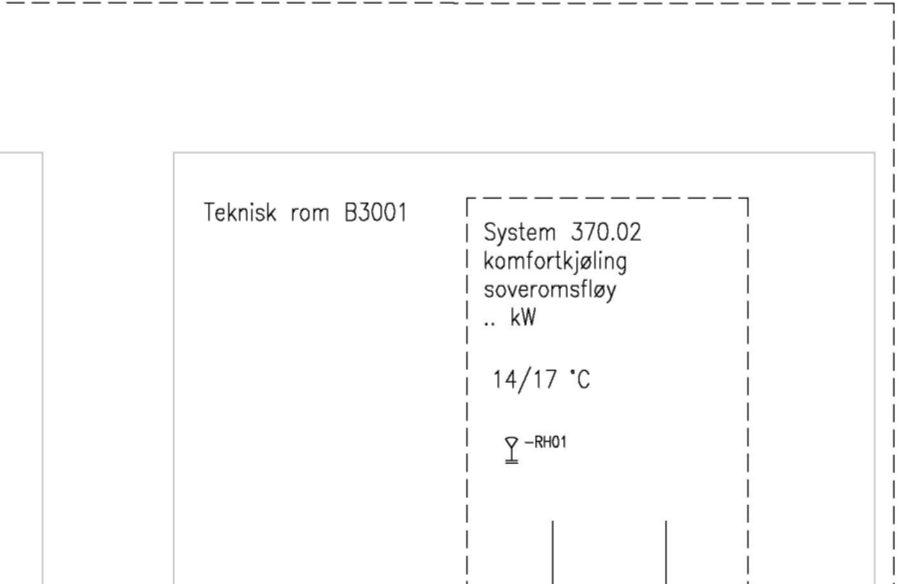 Teknisk rom B3001
System 370.02
komfortkjøling
soveromsfløy
.. kW
14/17 °C
-RH01